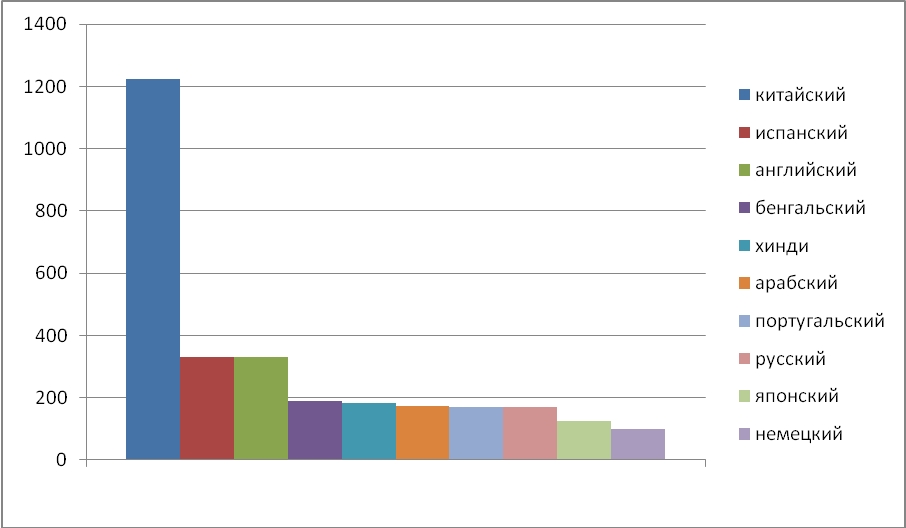 1400
1200
1000
800
600
400
200
0
китайский
испанский
английский
бенгальский
хинди
арабский
португальский
русский
японский
немецкий